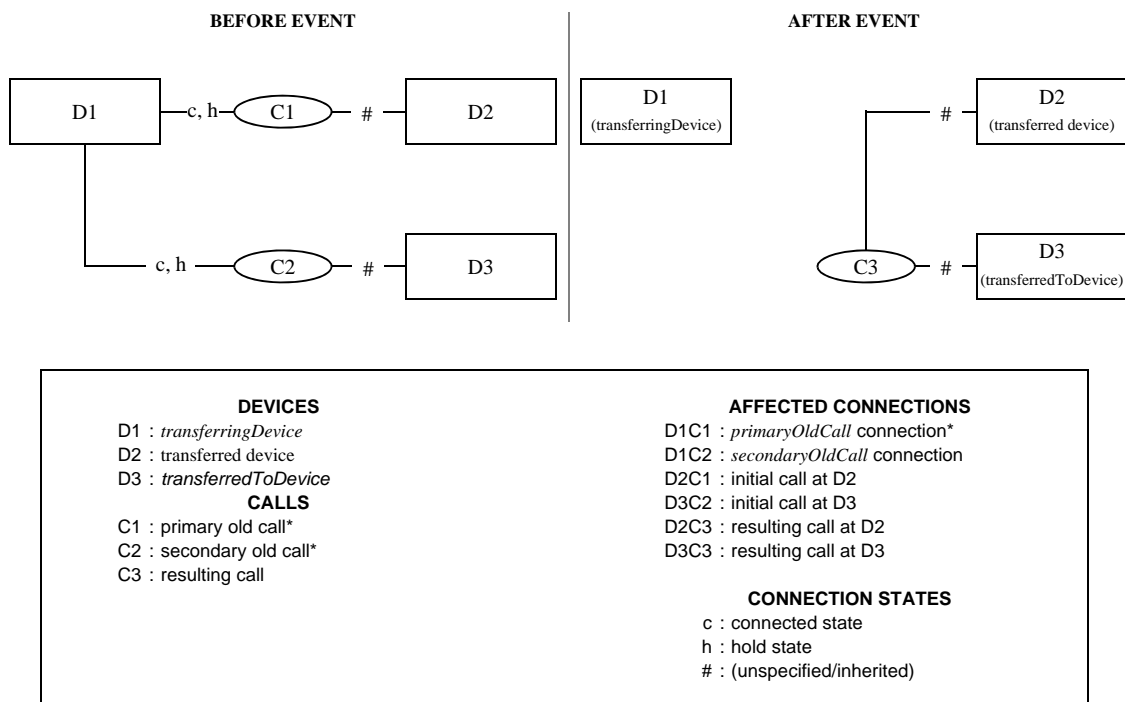 BEFORE EVENT
AFTER EVENT
D1
c, h
C1
#
D2
c, h
C2
#
D3
D1
(transferringDevice)
#
D2
(transferred device)
C3
#
D3
(transferredToDevice)
DEVICES
D1 : transferringDevice
D2 : transferred device
D3 : transferredToDevice
CALLS
C1 : primary old call*
C2 : secondary old call*
C3 : resulting call
AFFECTED CONNECTIONS
D1C1 : primaryOldCall connection*
D1C2 : secondaryOldCall connection
D2C1 : initial call at D2
D3C2 : initial call at D3
D2C3 : resulting call at D2
D3C3 : resulting call at D3
CONNECTION STATES
c : connected state
h : hold state
# : (unspecified/inherited)